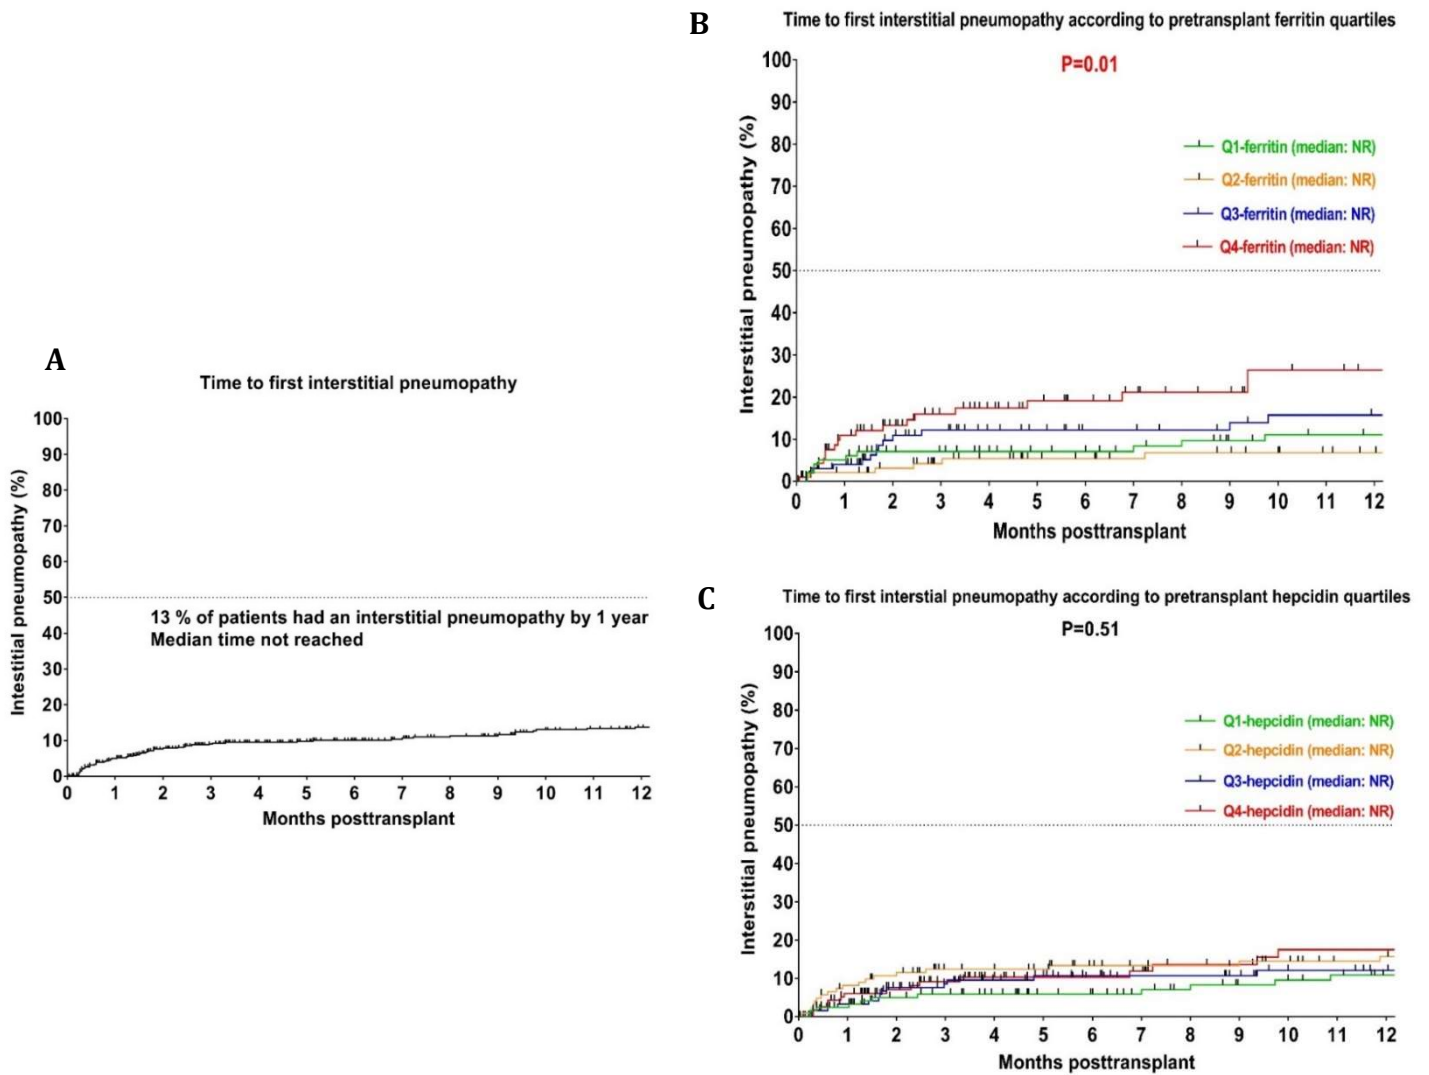 A
Time to first interstitial pneumopathy
Intestitial pneumopathy (%)
100
90
80
70
60
50
40
30
20
10
0
13 % of patients had an interstitial pneumopathy by 1 year
Median time not reached
0 1 2 3 4 5 6 7 8 9 10 11 12
Months posttransplant
B
Time to first interstitial pneumopathy according to pretransplant ferritin quartiles
P=0.01
Interstitial pneumopathy (%)
100
90
80
70
60
50
40
30
20
10
0
Q1-ferritin (median: NR)
Q2-ferritin (median: NR)
Q3-ferritin (median: NR)
Q4-ferritin (median: NR)
0 1 2 3 4 5 6 7 8 9 10 11 12
Months posttransplant
C
Time to first interstial pneumopathy according to pretransplant hepcidin quartiles
P=0.51
Interstitial pneumopathy (%)
100
90
80
70
60
50
40
30
20
10
0
Q1-hepcidin (median: NR)
Q2-hepcidin (median: NR)
Q3-hepcidin (median: NR)
Q4-hepcidin (median: NR)
0 1 2 3 4 5 6 7 8 9 10 11 12
Months posttransplant